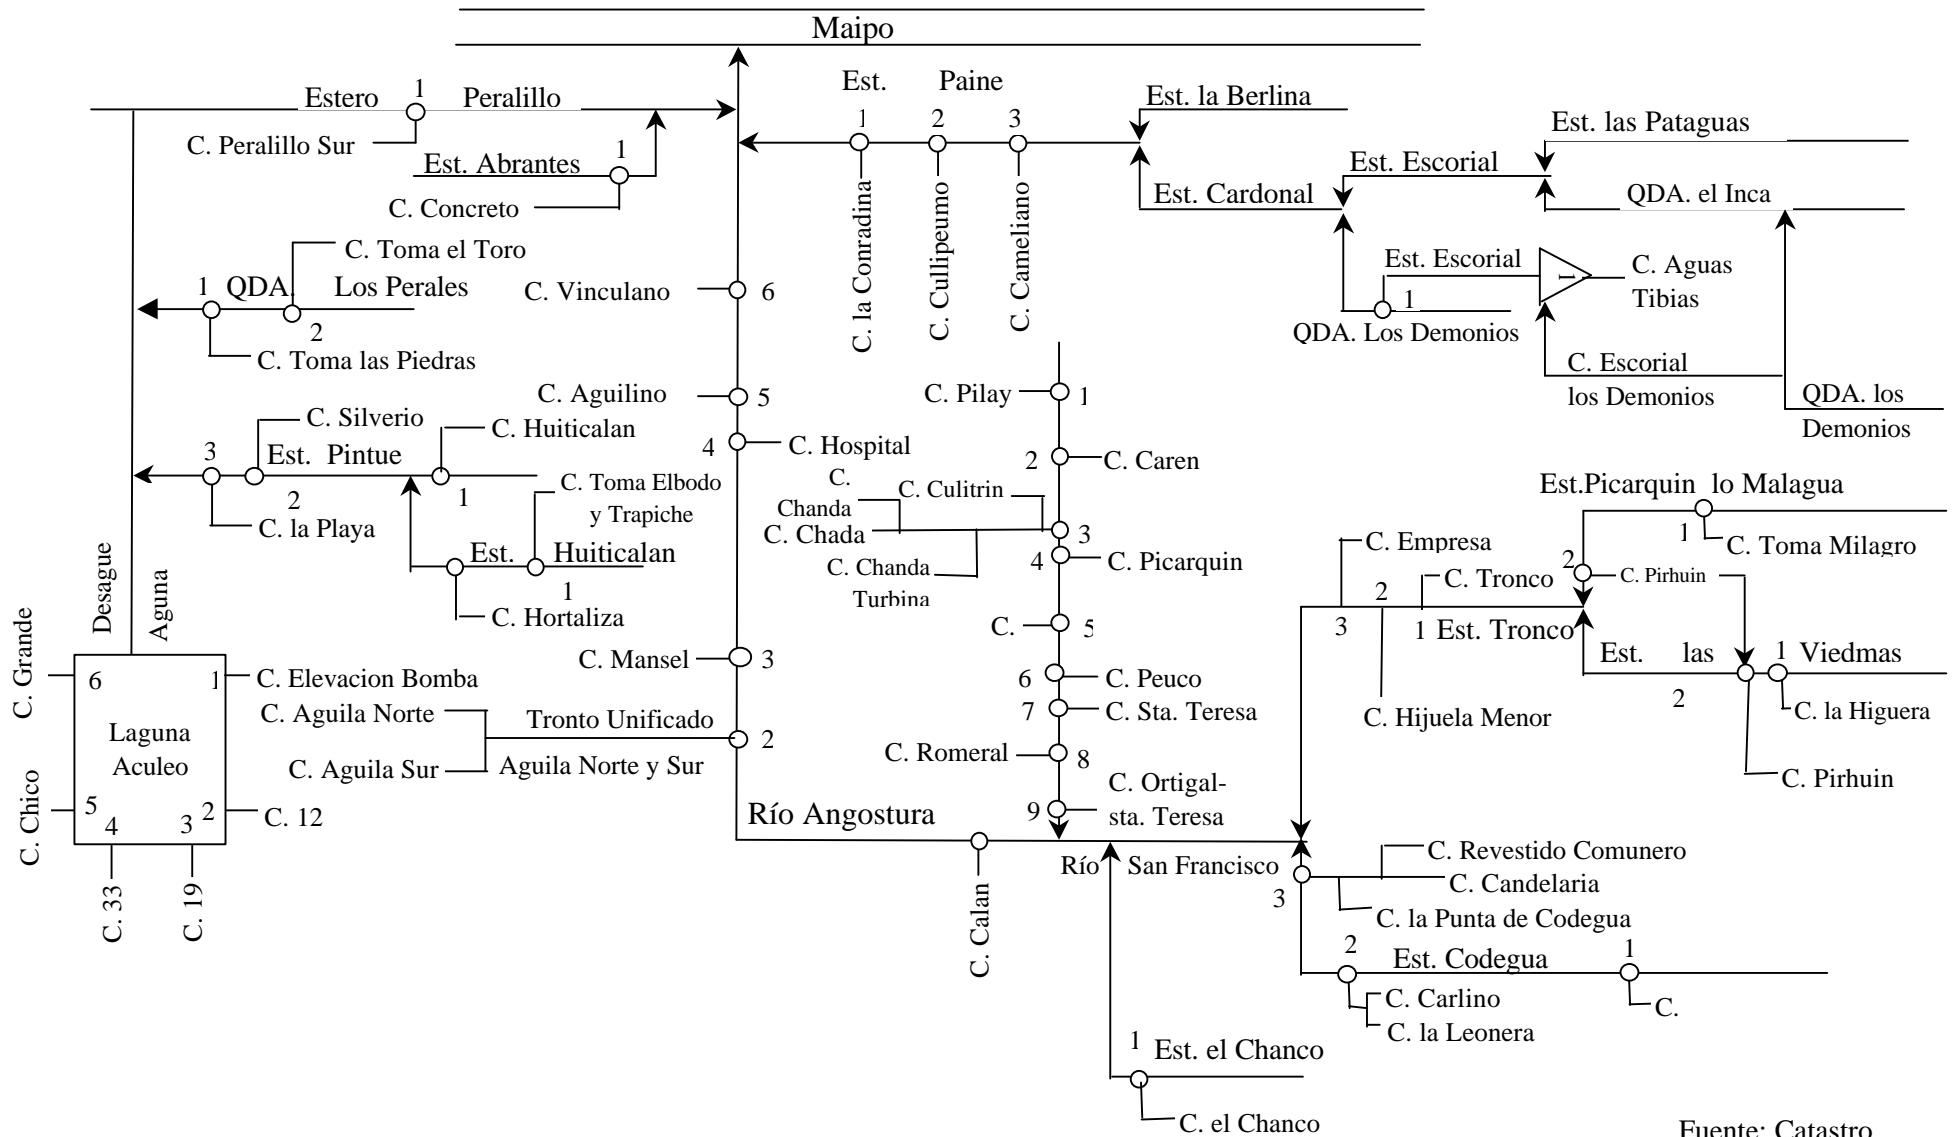 Maipo
Estero 1 Peralillo
C. Peralillo Sur
Est. Abrantes 1
C. Concreto
C. Toma el Toro
1 QDA. Los Perales
2
C. Toma las Piedras
C. Silverio
C. Huiticalan
3 Est. Pintue
2 1
C. la Playa
C. Toma Elbodo
y Trapiche
Est. Huiticalan
1
C. Hortaliza
Desague
Aguna
C. Grande
C. Chico
6 1
C. Elevacion Bomba
Laguna
Aculeo
5 4 3 2
C. 12
C. 33
C. 19
C. Aguila Norte
C. Aguila Sur
Tronto Unificado
Aguila Norte y Sur
2
C. Mansel 3
4 C. Hospital
C. Aguilino 5
C. Vinculano 6
Est. Paine
1 2 3
C. la Conradina
C. Cullipeumo
C. Cameliano
Est. la Berlina
Est. Cardonal
Est. Escorial
Est. las Pataguas
QDA. el Inca
Est. Escorial
1
C. Aguas
Tibias
1
QDA. Los Demonios
C. Escorial
los Demonios
QDA. los
Demonios
C. Pilay 1
2 C. Caren
C.
Chanda
C. Culitrin
C. Chada 3
C. Chanda
Turbina
4 C. Picarquin
C. 5
6 C. Peuco
7 C. Sta. Teresa
C. Romeral 8
C. Ortigal-
9 sta. Teresa
Río Angostura
C. Calan
Río San Francisco
Est.Picarquin lo Malagua
1
C. Toma Milagro
2
C. Pirhuin
C. Empresa
C. Tronco
2
3 1 Est. Tronco
C. Hijuela Menor
Est. las 1 Viedmas
2
C. la Higuera
C. Pirhuin
C. Revestido Comunero
C. Candelaria
3
C. la Punta de Codegua
2 Est. Codegua 1
C. Carlino
C. la Leonera
C.
1 Est. el Chanco
C. el Chanco
Fuente: Catastro